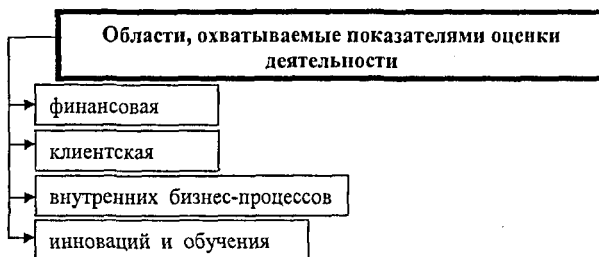 Области, охватываемые показателями оценки
деятельности
финансовая
клиентская
внутренних бизнес-процессов
инноваций и обучения